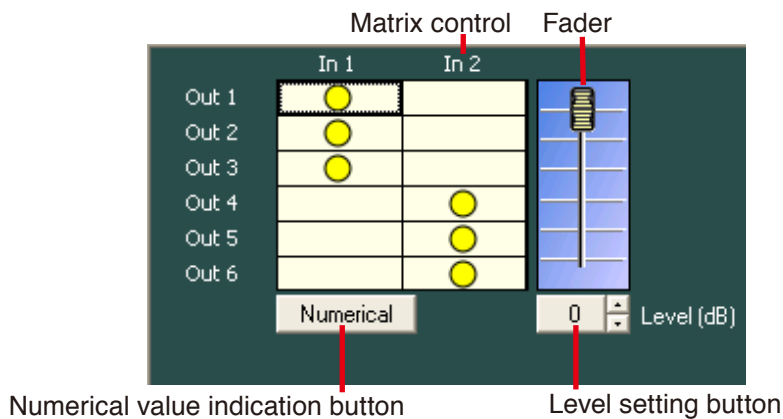 Matrix control Fader
In 1 In 2
Out 1
Out 2
Out 3
Out 4
Out 5
Out 6
Numerical 0 Level (dB)
Numerical value indication button Level setting button